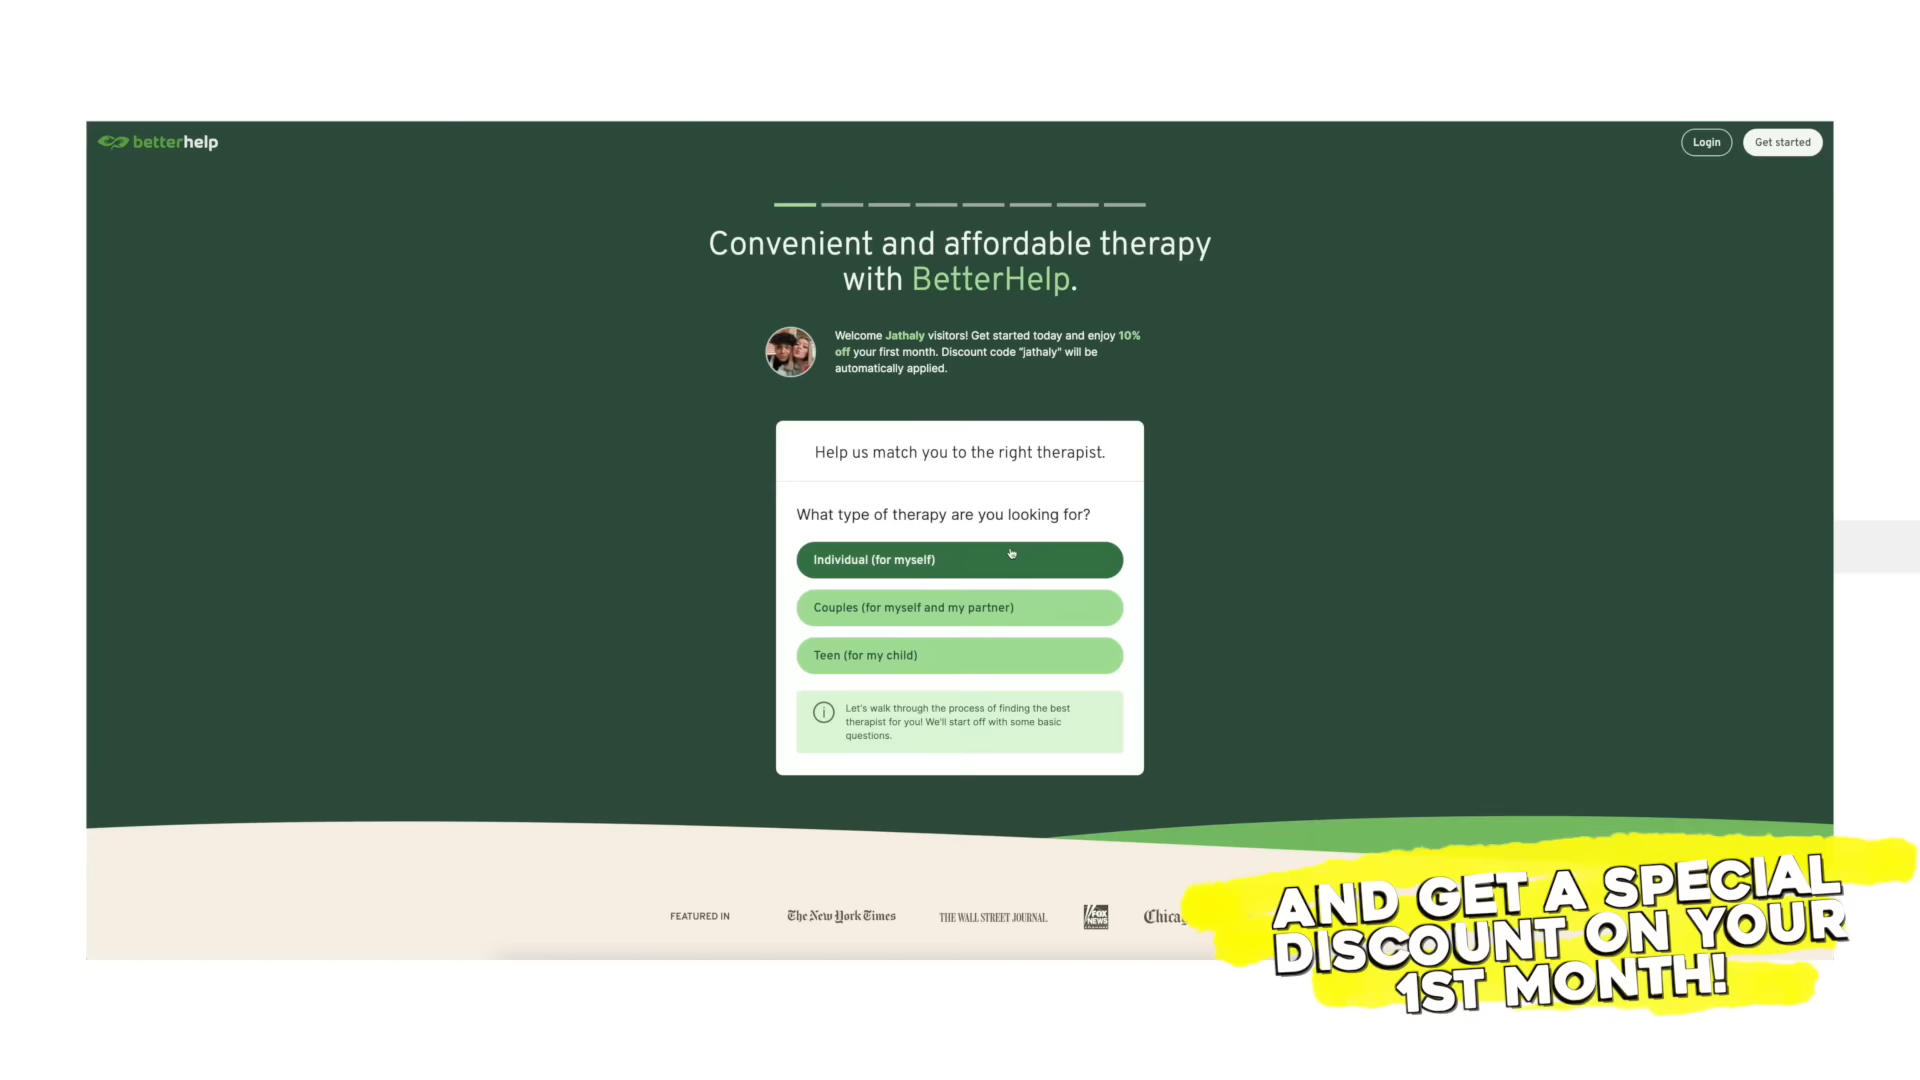 betterhelp
Login
Get started
Convenient and affordable therapy
with BetterHelp.
Welcome Jathaly visitors! Get started today and enjoy 10%
off your first month. Discount code "jathaly" will be
automatically applied.
Help us match you to the right therapist.
What type of therapy are you looking for?
Individual (for myself)
Couples (for myself and my partner)
Teen (for my child)
Let's walk through the process of finding the best
therapist for you! We'll start off with some basic
questions.
FEATURED IN
The New York Times
THE WALL STREET JOURNAL
FOX
NEWS
channel
AND GET A SPECIAL
DISCOUNT ON YOUR
1ST MONTH!